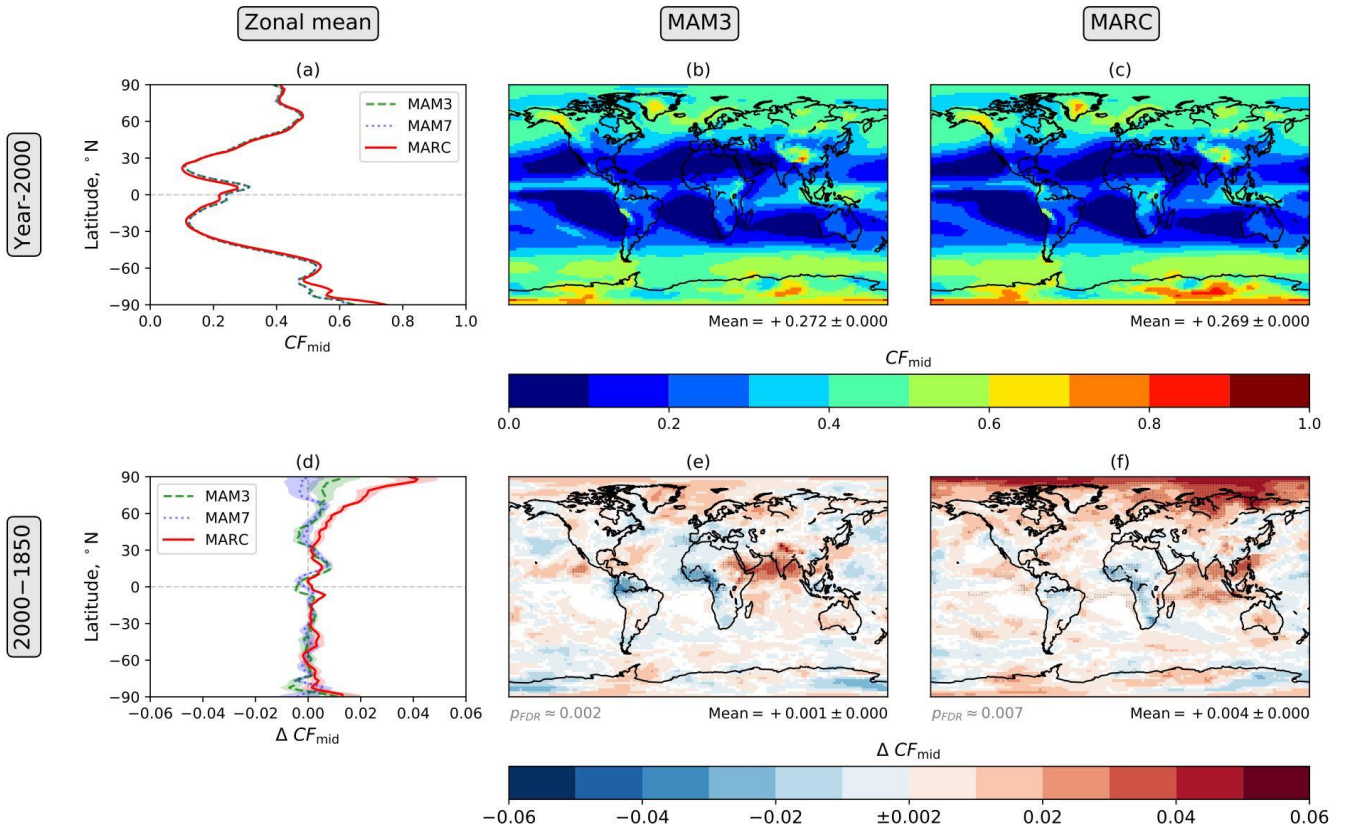 Zonal mean
MAM3
MARC
(a)
(b)
(c)
Year-2000
Latitude, °N
90
60
30
0
−30
−60
−90
MAM3
MAM7
MARC
0.0 0.2 0.4 0.6 0.8 1.0
CFmid
Mean = +0.272 ± 0.000
Mean = +0.269 ± 0.000
CFmid
0.0 0.2 0.4 0.6 0.8 1.0
(d)
(e)
(f)
2000−1850
Latitude, °N
90
60
30
0
−30
−60
−90
MAM3
MAM7
MARC
−0.06 −0.04 −0.02 0.00 0.02 0.04 0.06
Δ CFmid
pFDR ≈ 0.002
Mean = +0.001 ± 0.000
pFDR ≈ 0.007
Mean = +0.004 ± 0.000
Δ CFmid
−0.06 −0.04 −0.02 ±0.002 0.02 0.04 0.06